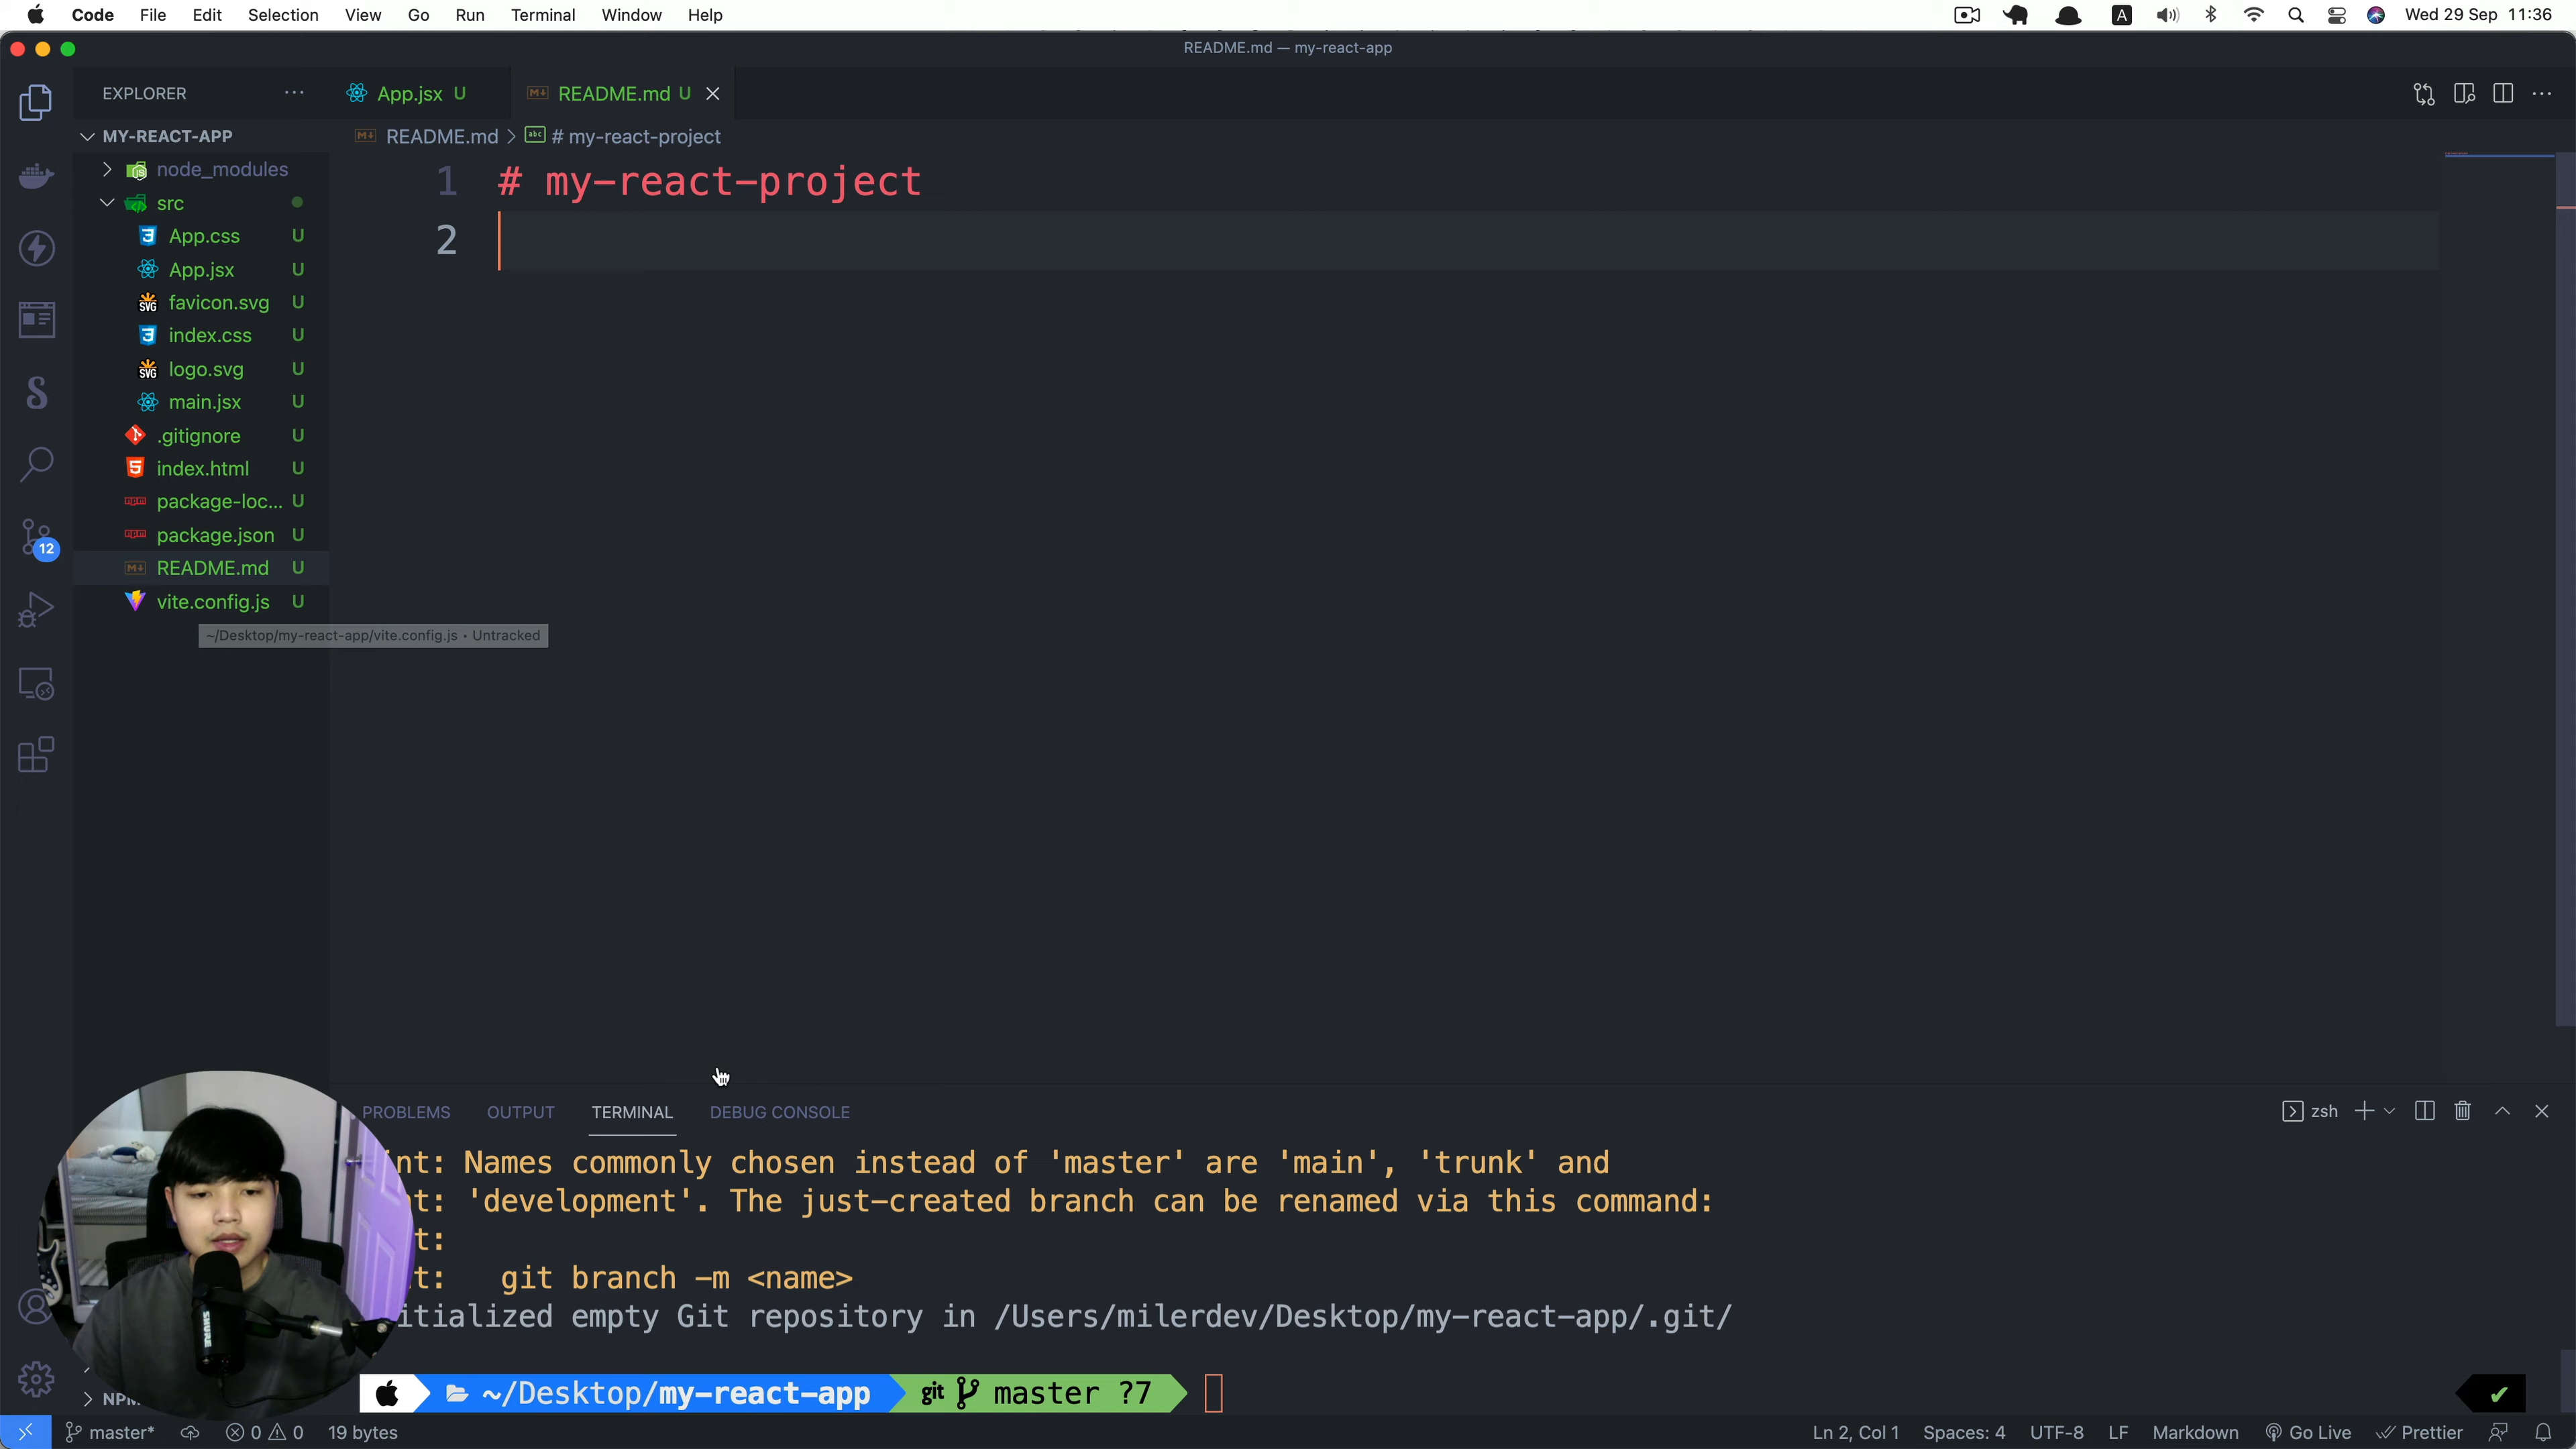 Code File Edit Selection View Go Run Terminal Window Help A Wed 29 Sep 11:36
README.md — my-react-app
EXPLORER ··· App.jsx U README.md U
MY-REACT-APP
README.md > # my-react-project
node_modules
src
App.css U
App.jsx U
favicon.svg U
index.css U
logo.svg U
main.jsx U
.gitignore U
index.html U
package-loc... U
package.json U
README.md U
vite.config.js U
~/Desktop/my-react-app/vite.config.js • Untracked
12
1 # my-react-project
2
PROBLEMS OUTPUT TERMINAL DEBUG CONSOLE zsh
nt: Names commonly chosen instead of 'master' are 'main', 'trunk' and
t: 'development'. The just-created branch can be renamed via this command:
t:
t: git branch -m <name>
itialized empty Git repository in /Users/milerdev/Desktop/my-react-app/.git/
~/Desktop/my-react-app git master ?7
NPM
master* 0 0 19 bytes Ln 2, Col 1 Spaces: 4 UTF-8 LF Markdown Go Live Prettier
SHURE